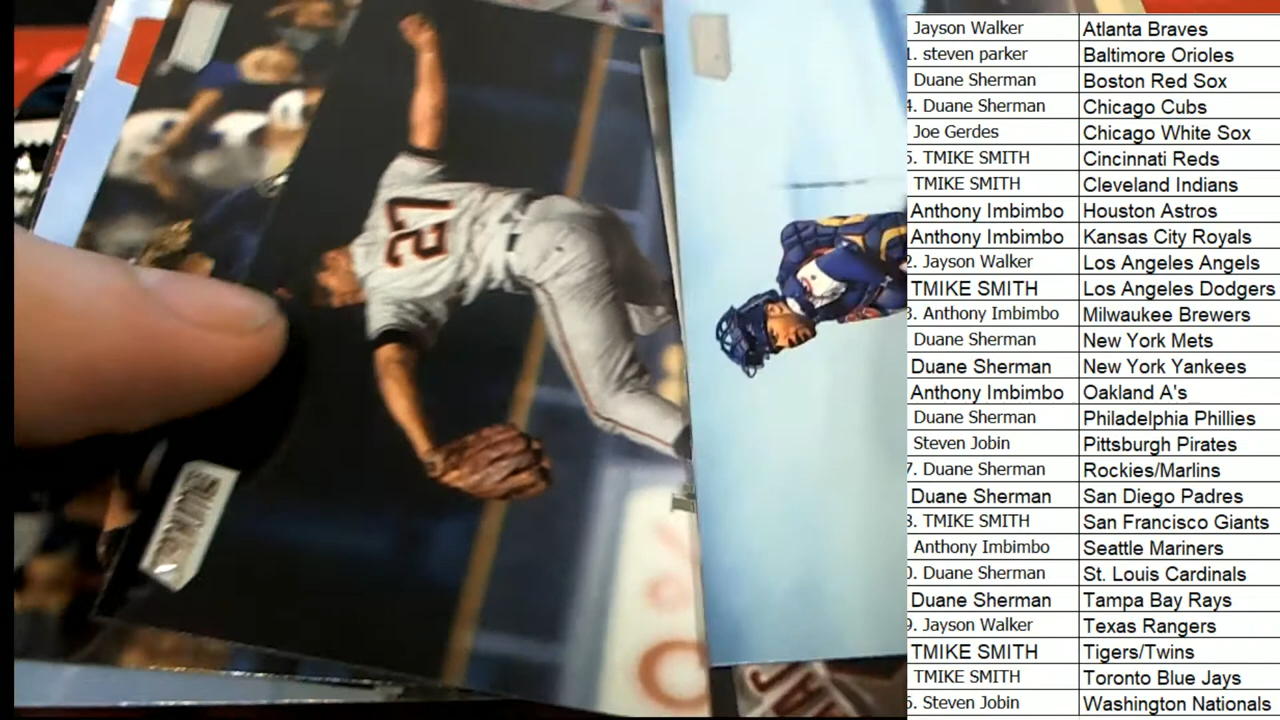 Jayson Walker Atlanta Braves
1. steven parker Baltimore Orioles
Duane Sherman Boston Red Sox
4. Duane Sherman Chicago Cubs
Joe Gerdes Chicago White Sox
5. TMIKE SMITH Cincinnati Reds
TMIKE SMITH Cleveland Indians
Anthony Imbimbo Houston Astros
Anthony Imbimbo Kansas City Royals
2. Jayson Walker Los Angeles Angels
TMIKE SMITH Los Angeles Dodgers
3. Anthony Imbimbo Milwaukee Brewers
Duane Sherman New York Mets
Duane Sherman New York Yankees
Anthony Imbimbo Oakland A's
Duane Sherman Philadelphia Phillies
Steven Jobin Pittsburgh Pirates
7. Duane Sherman Rockies/Marlins
Duane Sherman San Diego Padres
3. TMIKE SMITH San Francisco Giants
Anthony Imbimbo Seattle Mariners
0. Duane Sherman St. Louis Cardinals
Duane Sherman Tampa Bay Rays
9. Jayson Walker Texas Rangers
TMIKE SMITH Tigers/Twins
TMIKE SMITH Toronto Blue Jays
6. Steven Jobin Washington Nationals
27